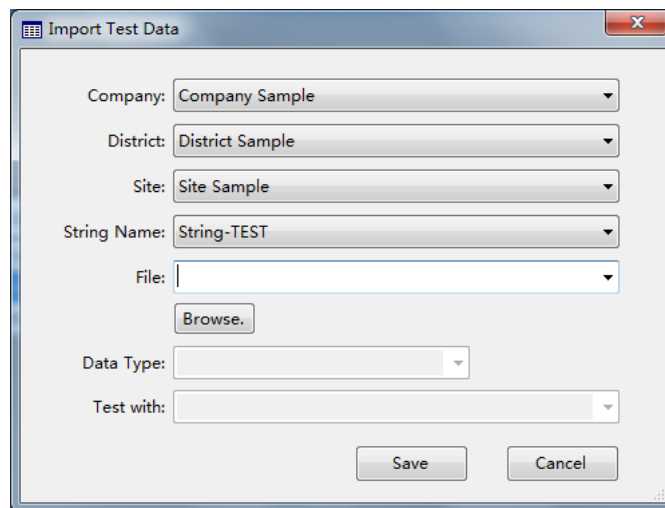 Import Test Data
Company: Company Sample
District: District Sample
Site: Site Sample
String Name: String-TEST
File:
Browse.
Data Type:
Test with:
Save Cancel